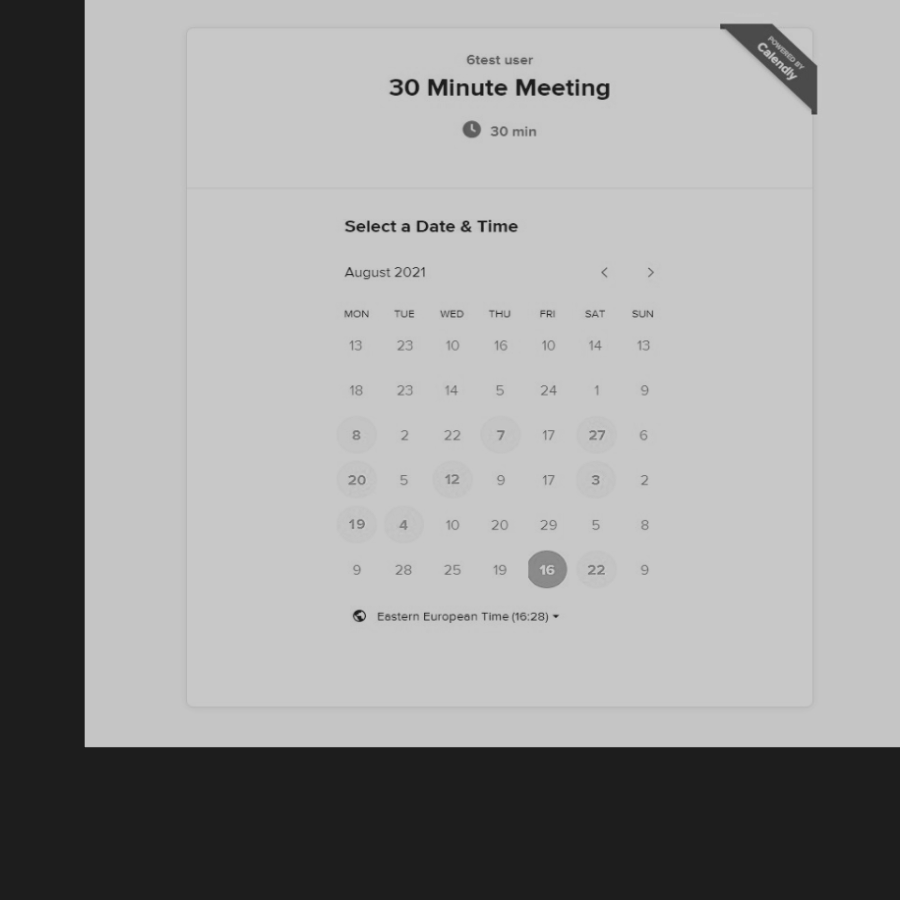 POWERED BY
Calendly
6test user
30 Minute Meeting
30 min
Select a Date & Time
August 2021
MON TUE WED THU FRI SAT SUN
13 23 10 16 10 14 13
18 23 14 5 24 1 9
8 2 22 7 17 27 6
20 5 12 9 17 3 2
19 4 10 20 29 5 8
9 28 25 19 16 22 9
Eastern European Time (16:28)